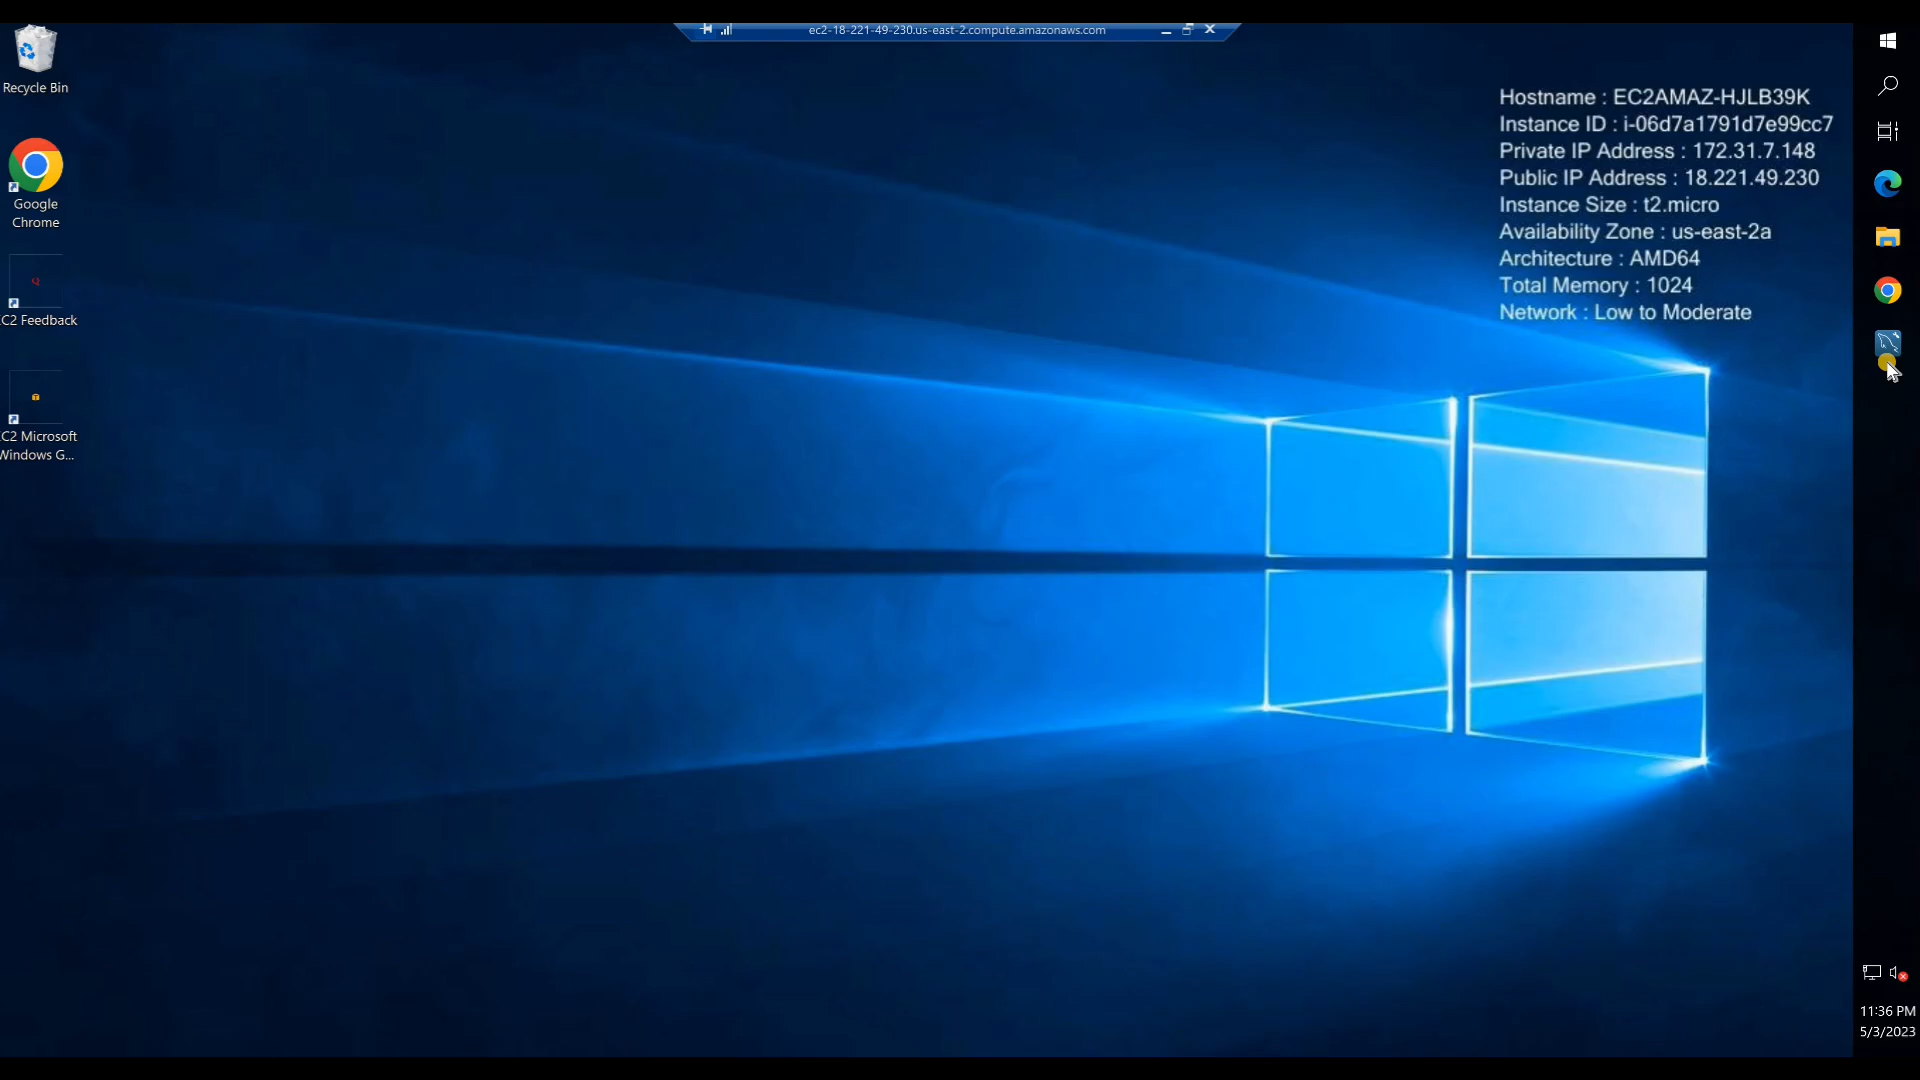 ec2-18-221-49-230.us-east-2.compute.amazonaws.com
Recycle Bin
Google
Chrome
C2 Feedback
C2 Microsoft
Windows G...
Hostname : EC2AMAZ-HJLB39K
Instance ID : i-06d7a1791d7e99cc7
Private IP Address : 172.31.7.148
Public IP Address : 18.221.49.230
Instance Size : t2.micro
Availability Zone : us-east-2a
Architecture : AMD64
Total Memory : 1024
Network : Low to Moderate
11:36 PM
5/3/2023